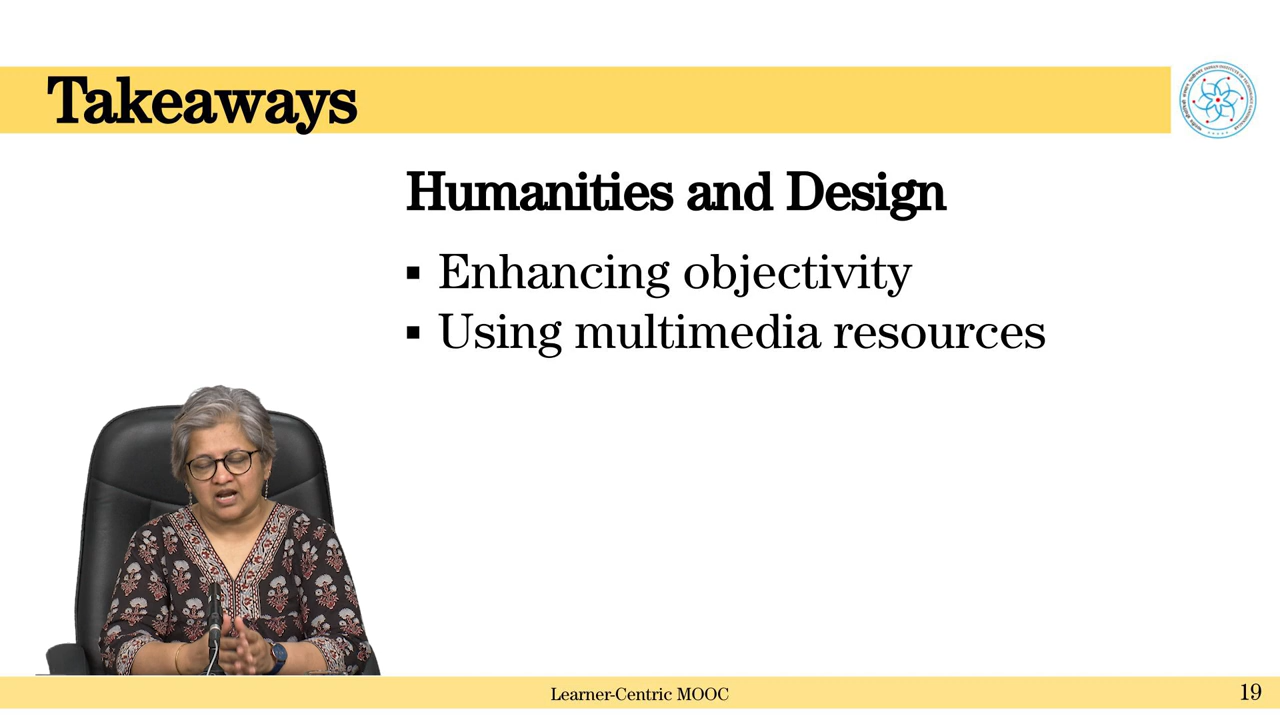 Takeaways
Humanities and Design
▪ Enhancing objectivity
▪ Using multimedia resources
Learner-Centric MOOC
19